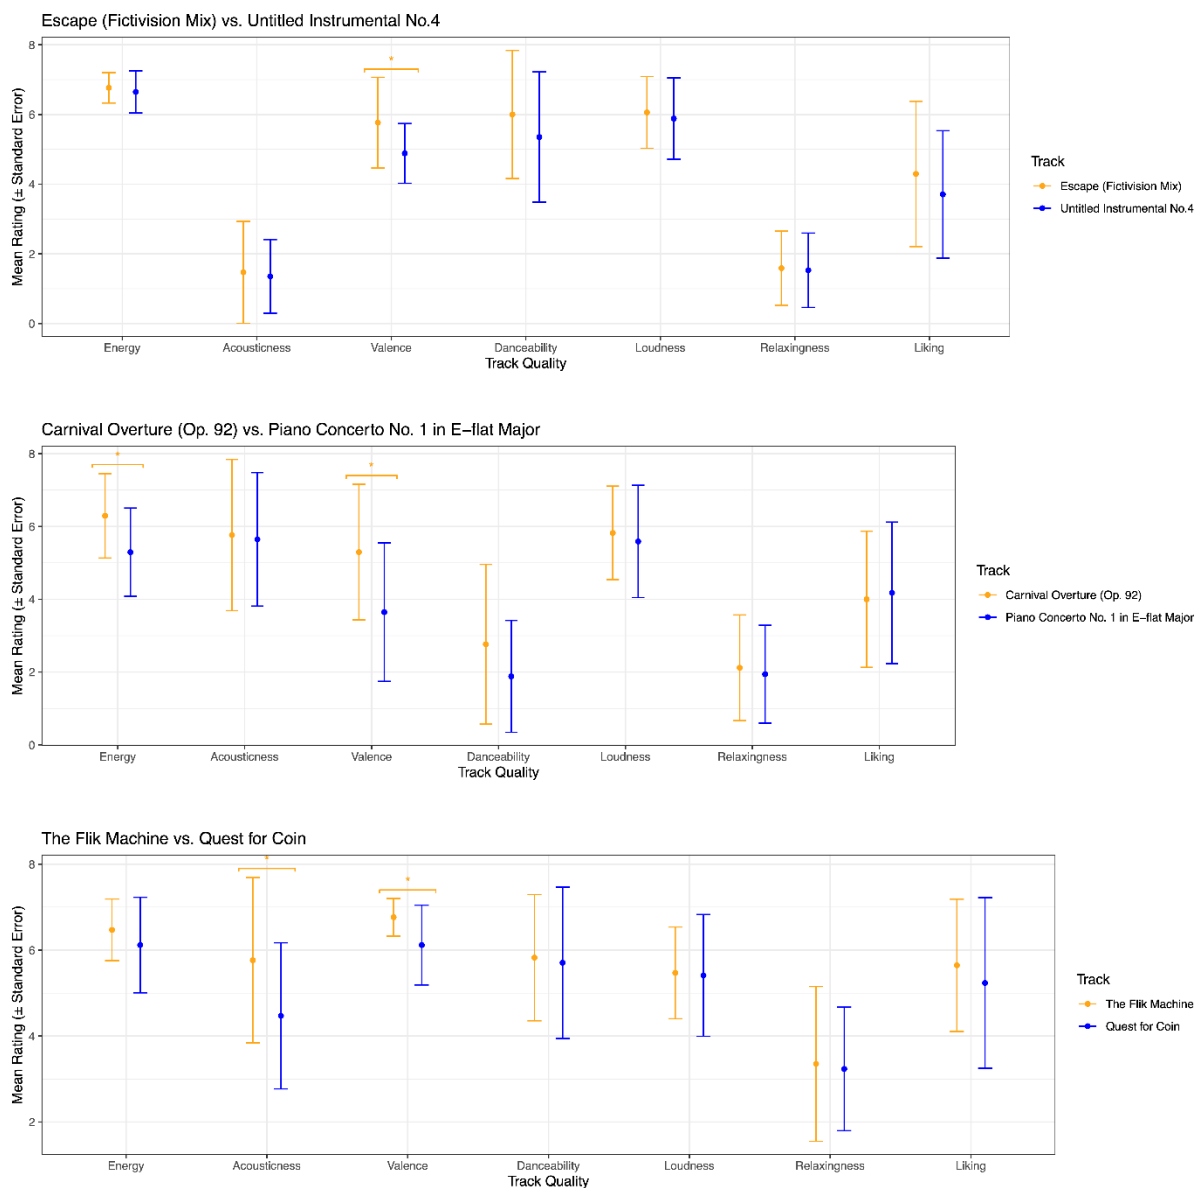 Escape (Fictivision Mix) vs. Untitled Instrumental No.4
Mean Rating (± Standard Error)
8
*
6
4
2
0
Energy Acousticness Valence Danceability Loudness Relaxingness Liking
Track Quality
Track
Escape (Fictivision Mix)
Untitled Instrumental No.4
Carnival Overture (Op. 92) vs. Piano Concerto No. 1 in E−flat Major
Mean Rating (± Standard Error)
8
* *
6
4
2
0
Energy Acousticness Valence Danceability Loudness Relaxingness Liking
Track Quality
Track
Carnival Overture (Op. 92)
Piano Concerto No. 1 in E−flat Major
The Flik Machine vs. Quest for Coin
Mean Rating (± Standard Error)
8
* *
6
4
2
Energy Acousticness Valence Danceability Loudness Relaxingness Liking
Track Quality
Track
The Flik Machine
Quest for Coin